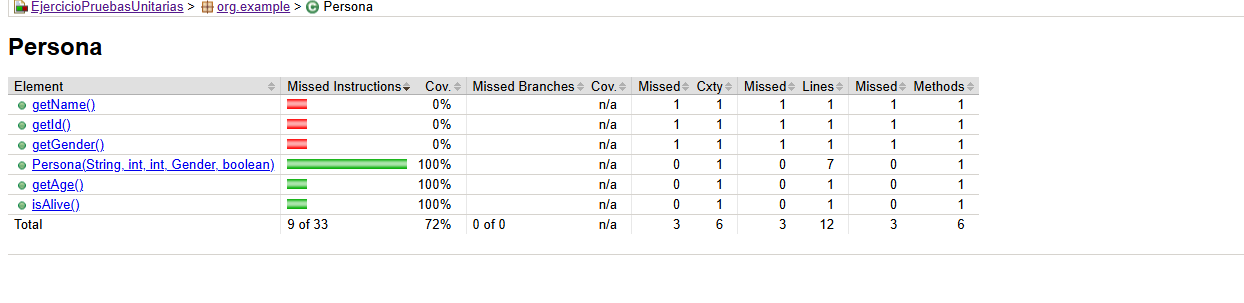 EjercicioPruebasUnitarias > org.example > Persona
Persona
Element Missed Instructions Cov. Missed Branches Cov. Missed Cxty Missed Lines Missed Methods
getName() 0% n/a 1 1 1 1 1 1
getId() 0% n/a 1 1 1 1 1 1
getGender() 0% n/a 1 1 1 1 1 1
Persona(String, int, int, Gender, boolean) 100% n/a 0 1 0 7 0 1
getAge() 100% n/a 0 1 0 1 0 1
isAlive() 100% n/a 0 1 0 1 0 1
Total 9 of 33 72% 0 of 0 n/a 3 6 3 12 3 6